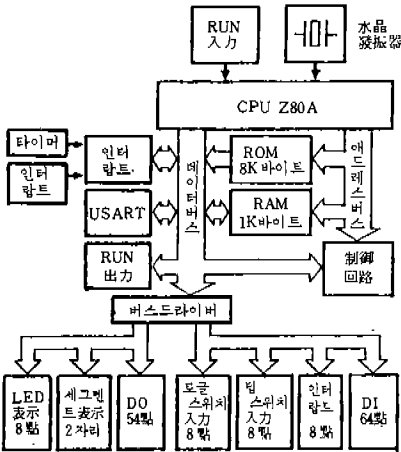 RUN
入力
水晶
發振器
CPU Z80A
타이머
인터
랍트
인터
랍트
데이터버스
ROM
8K바이트
애드레스버스
USART
RAM
1K바이트
RUN
出力
制御
回路
버스드라이버
LED
表示
8點
세그멘
트表示
2자리
DO
54點
토글
스위치
入力
8點
팁스
위치
入力
8點
인터
랍트
8點
DI
64點